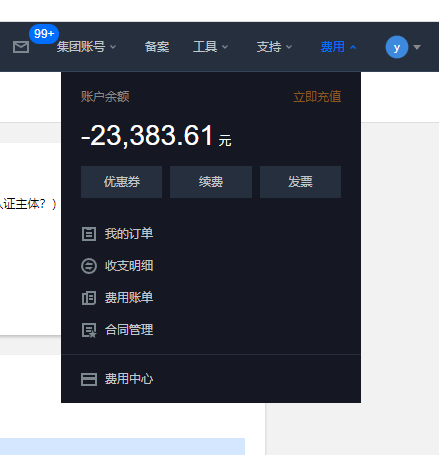 99+
集团账号 备案 工具 支持 费用 y
账户余额 立即充值
-23,383.61 元
优惠券 续费 发票
证主体？）
我的订单
收支明细
费用账单
合同管理
费用中心